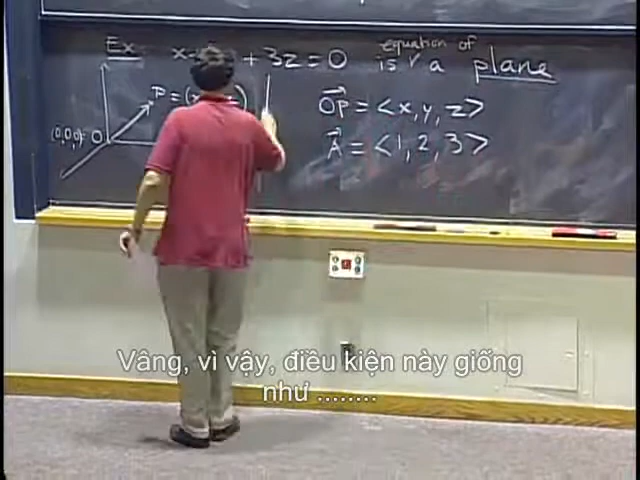 Ex x + 3z = 0 equation of
is a plane
P = (x
(0,0,0) = O
OP = <x, y, z>
A = <1, 2, 3>
Vâng, vì vậy, điều kiện này giống
như ........